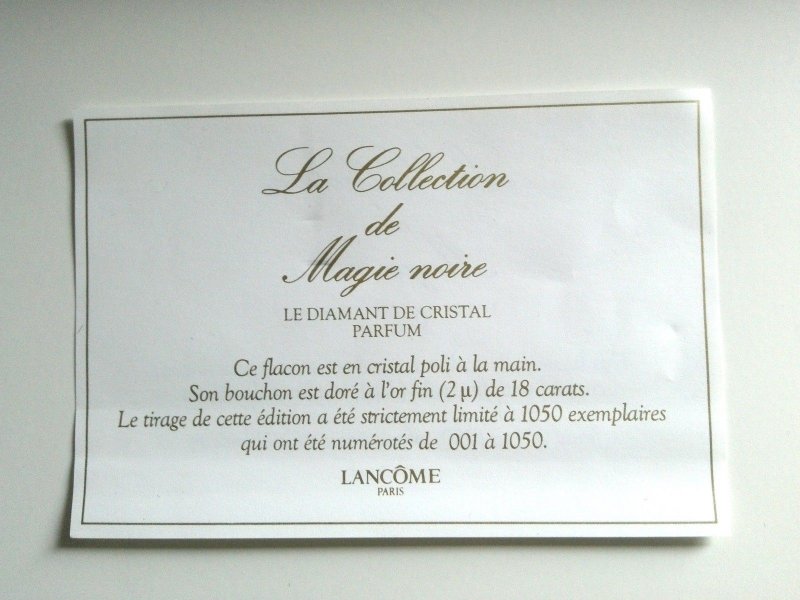 La Collection
de
Magie noire
LE DIAMANT DE CRISTAL
PARFUM
Ce flacon est en cristal poli à la main.
Son bouchon est doré à l'or fin (2 µ) de 18 carats.
Le tirage de cette édition a été strictement limité à 1050 exemplaires
qui ont été numérotés de 001 à 1050.
LANCÔME
PARIS